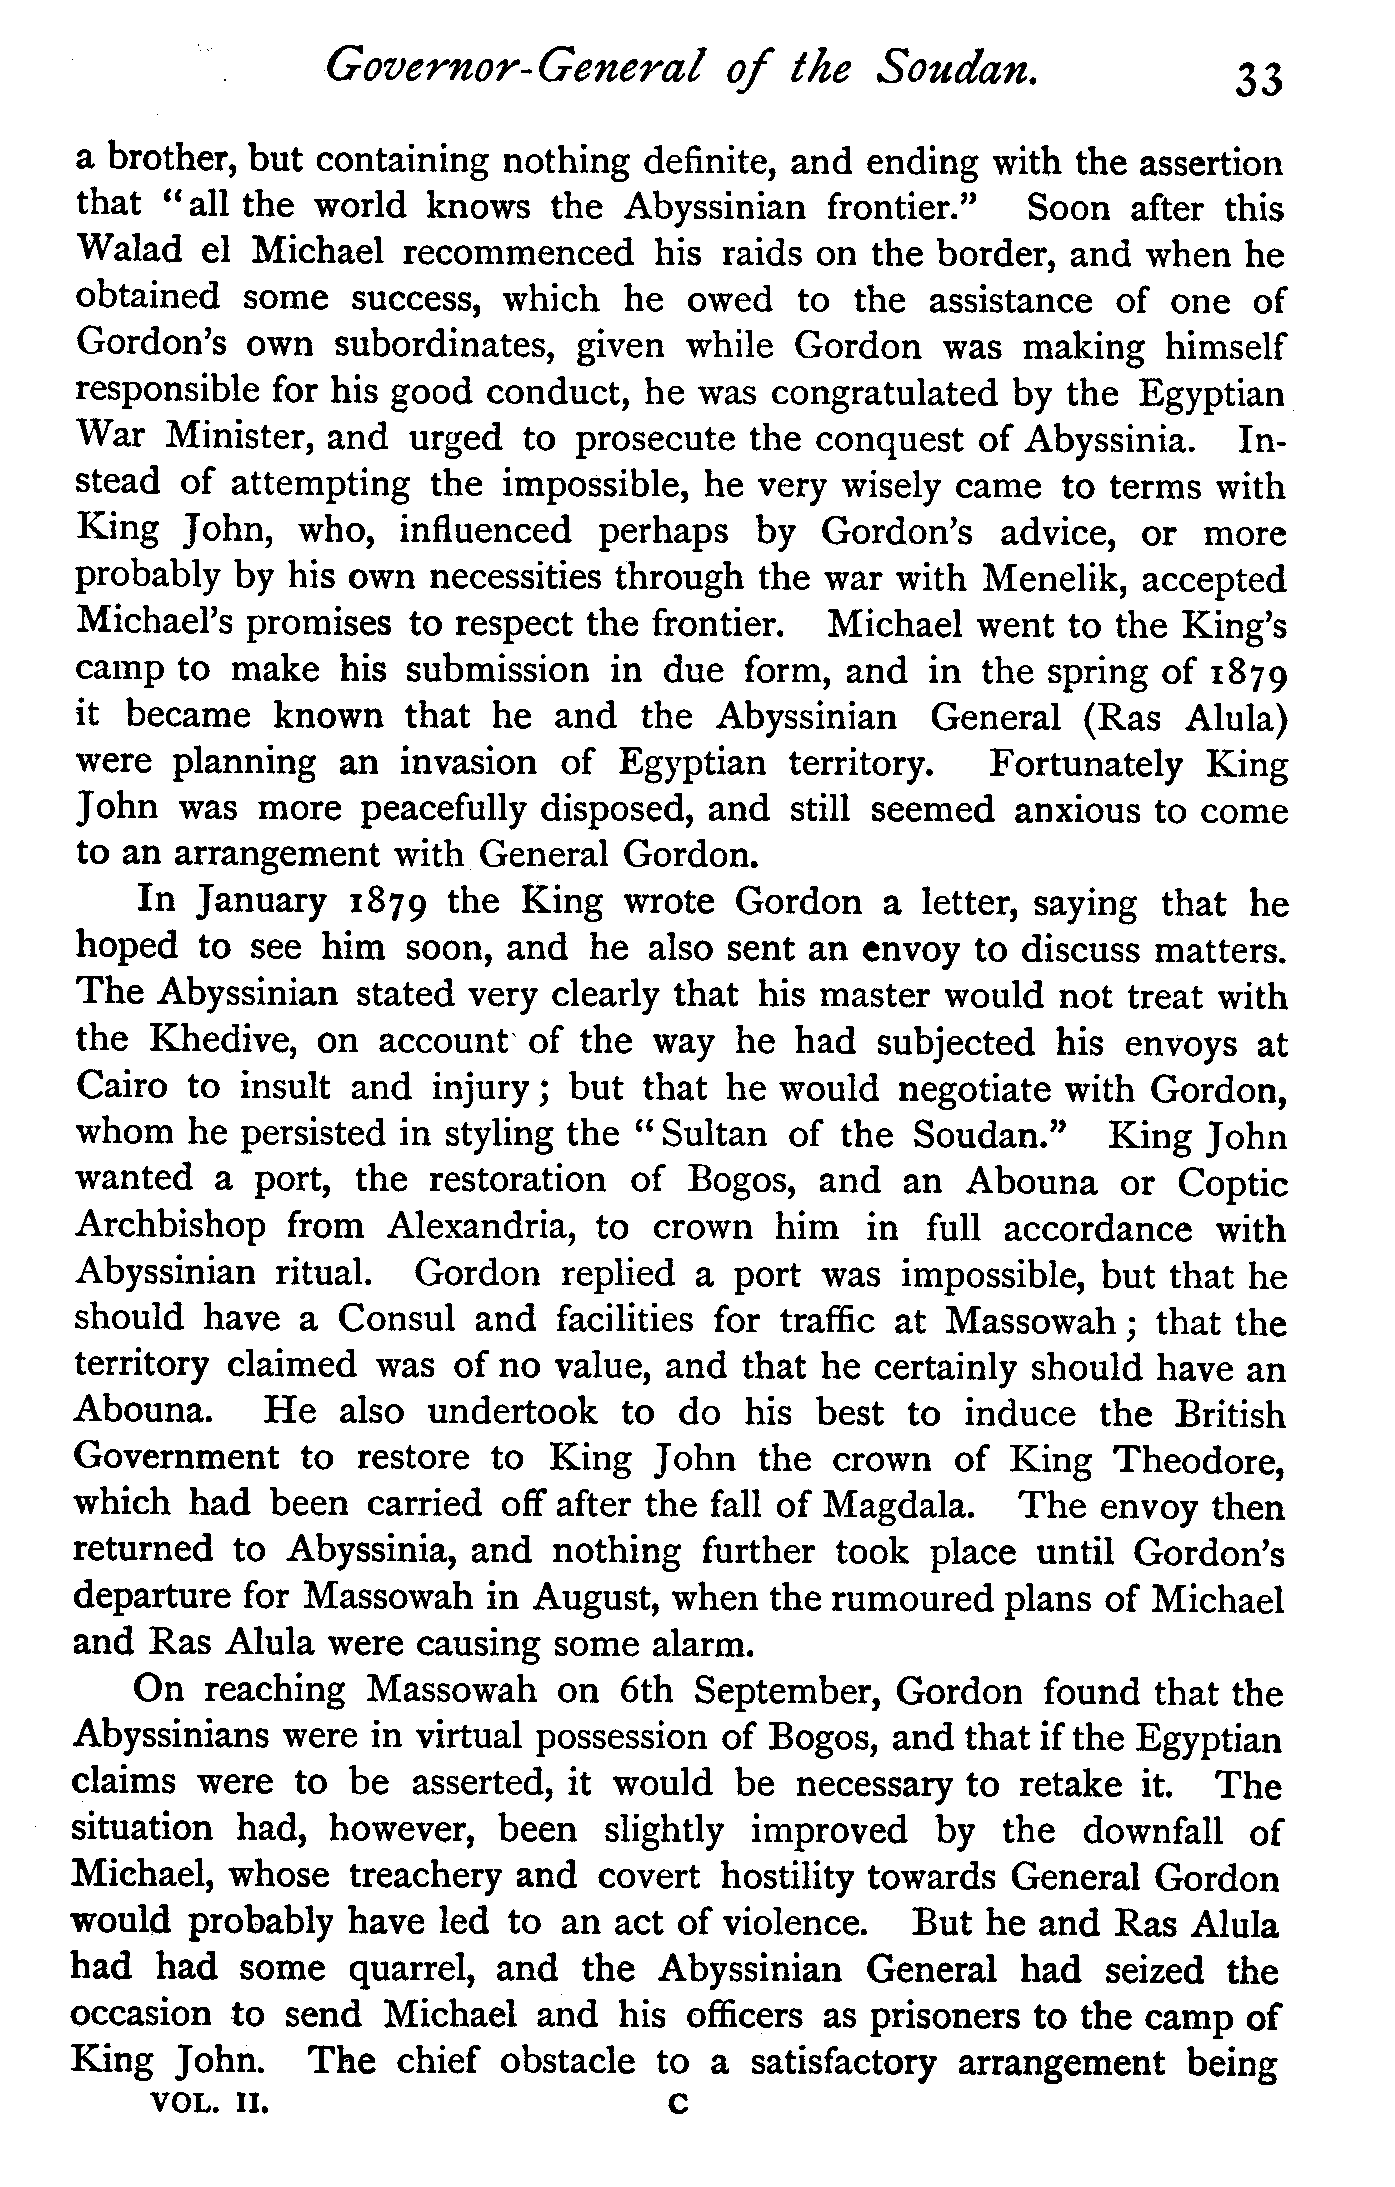 Governor-General of the Soudan. 33
a brother, but containing nothing definite, and ending with the assertion
that “all the world knows the Abyssinian frontier.” Soon after this
Walad el Michael recommenced his raids on the border, and when he
obtained some success, which he owed to the assistance of one of
Gordon’s own subordinates, given while Gordon was making himself
responsible for his good conduct, he was congratulated by the Egyptian
War Minister, and urged to prosecute the conquest of Abyssinia. In-
stead of attempting the impossible, he very wisely came to terms with
King John, who, influenced perhaps by Gordon’s advice, or more
probably by his own necessities through the war with Menelik, accepted
Michael’s promises to respect the frontier. Michael went to the King’s
camp to make his submission in due form, and in the spring of 1879
it became known that he and the Abyssinian General (Ras Alula)
were planning an invasion of Egyptian territory. Fortunately King
John was more peacefully disposed, and still seemed anxious to come
to an arrangement with General Gordon.
In January 1879 the King wrote Gordon a letter, saying that he
hoped to see him soon, and he also sent an envoy to discuss matters.
The Abyssinian stated very clearly that his master would not treat with
the Khedive, on account of the way he had subjected his envoys at
Cairo to insult and injury; but that he would negotiate with Gordon,
whom he persisted in styling the “Sultan of the Soudan.” King John
wanted a port, the restoration of Bogos, and an Abouna or Coptic
Archbishop from Alexandria, to crown him in full accordance with
Abyssinian ritual. Gordon replied a port was impossible, but that he
should have a Consul and facilities for traffic at Massowah; that the
territory claimed was of no value, and that he certainly should have an
Abouna. He also undertook to do his best to induce the British
Government to restore to King John the crown of King Theodore,
which had been carried off after the fall of Magdala. The envoy then
returned to Abyssinia, and nothing further took place until Gordon’s
departure for Massowah in August, when the rumoured plans of Michael
and Ras Alula were causing some alarm.
On reaching Massowah on 6th September, Gordon found that the
Abyssinians were in virtual possession of Bogos, and that if the Egyptian
claims were to be asserted, it would be necessary to retake it. The
situation had, however, been slightly improved by the downfall of
Michael, whose treachery and covert hostility towards General Gordon
would probably have led to an act of violence. But he and Ras Alula
had had some quarrel, and the Abyssinian General had seized the
occasion to send Michael and his officers as prisoners to the camp of
King John. The chief obstacle to a satisfactory arrangement being
VOL. II. C